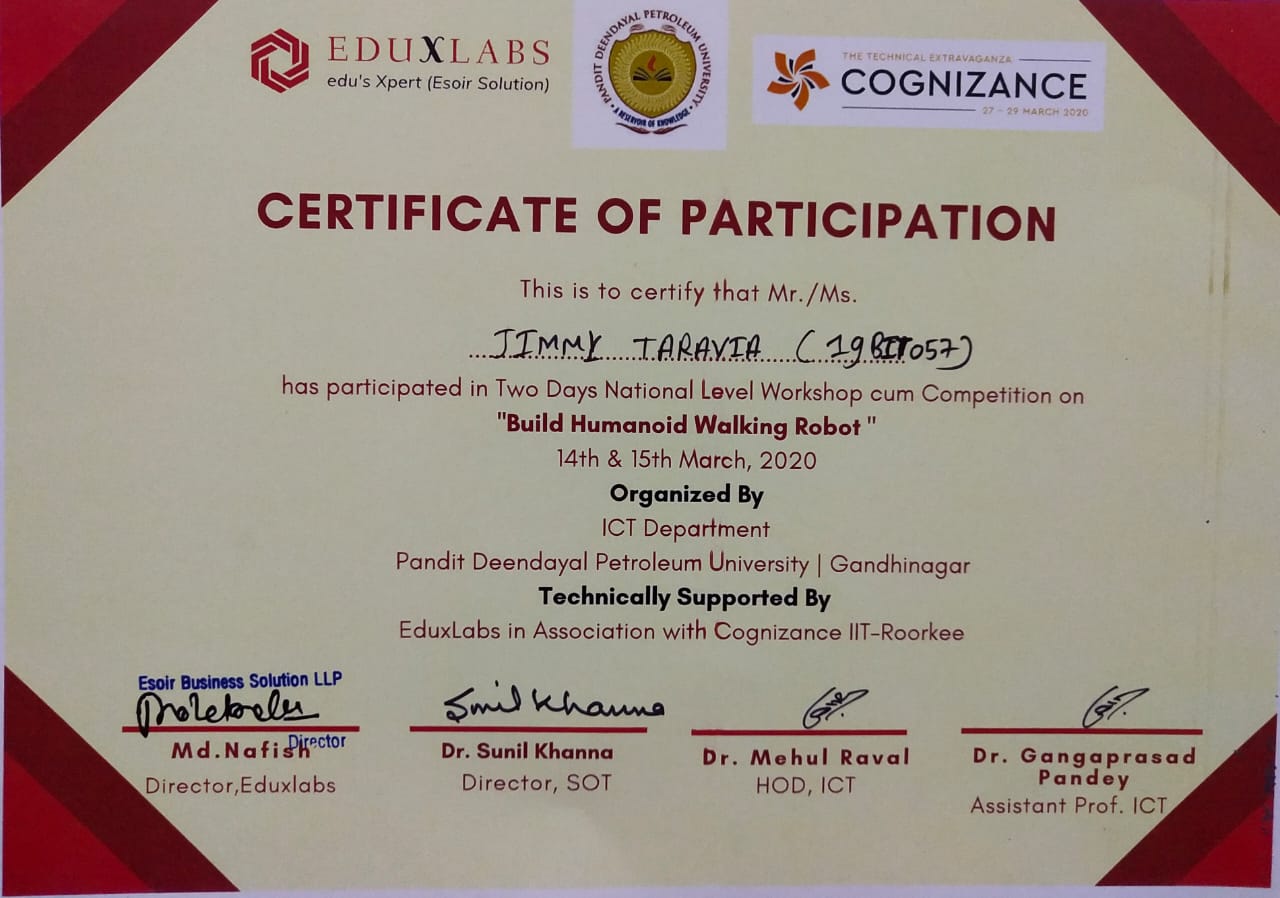 EDUXLABS
edu's Xpert (Esoir Solution)
PANDIT DEENDAYAL PETROLEUM UNIVERSITY
A RESERVOIR OF KNOWLEDGE
THE TECHNICAL EXTRAVAGANZA
COGNIZANCE
27 - 29 MARCH 2020
CERTIFICATE OF PARTICIPATION
This is to certify that Mr./Ms.
JIMMY TARAVIA (19BIT057)
has participated in Two Days National Level Workshop cum Competition on
"Build Humanoid Walking Robot "
14th & 15th March, 2020
Organized By
ICT Department
Pandit Deendayal Petroleum University | Gandhinagar
Technically Supported By
EduxLabs in Association with Cognizance IIT-Roorkee
Esoir Business Solution LLP
Sunil Khanna
Director
Md.Nafish
Director,Eduxlabs
Dr. Sunil Khanna
Director, SOT
Dr. Mehul Raval
HOD, ICT
Dr. Gangaprasad
Pandey
Assistant Prof. ICT